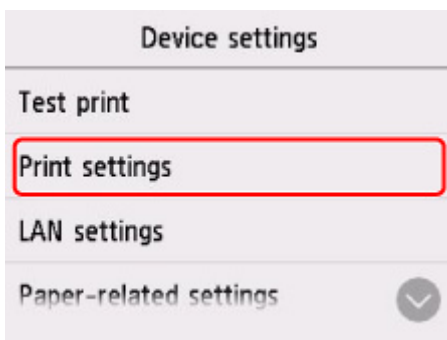 Device settings
Test print
Print settings
LAN settings
Paper-related settings